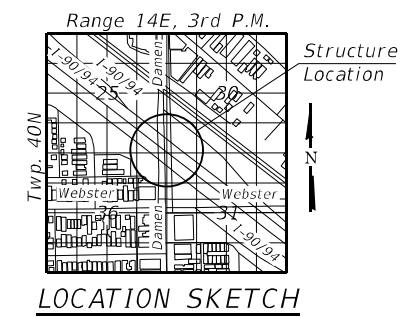 Range 14E, 3rd P.M.
Structure
Location
I-90/94
I-90/94
Damen
25
30
Twp. 40N
N
Webster
Webster
36
31
Damen
I-90/94
LOCATION SKETCH